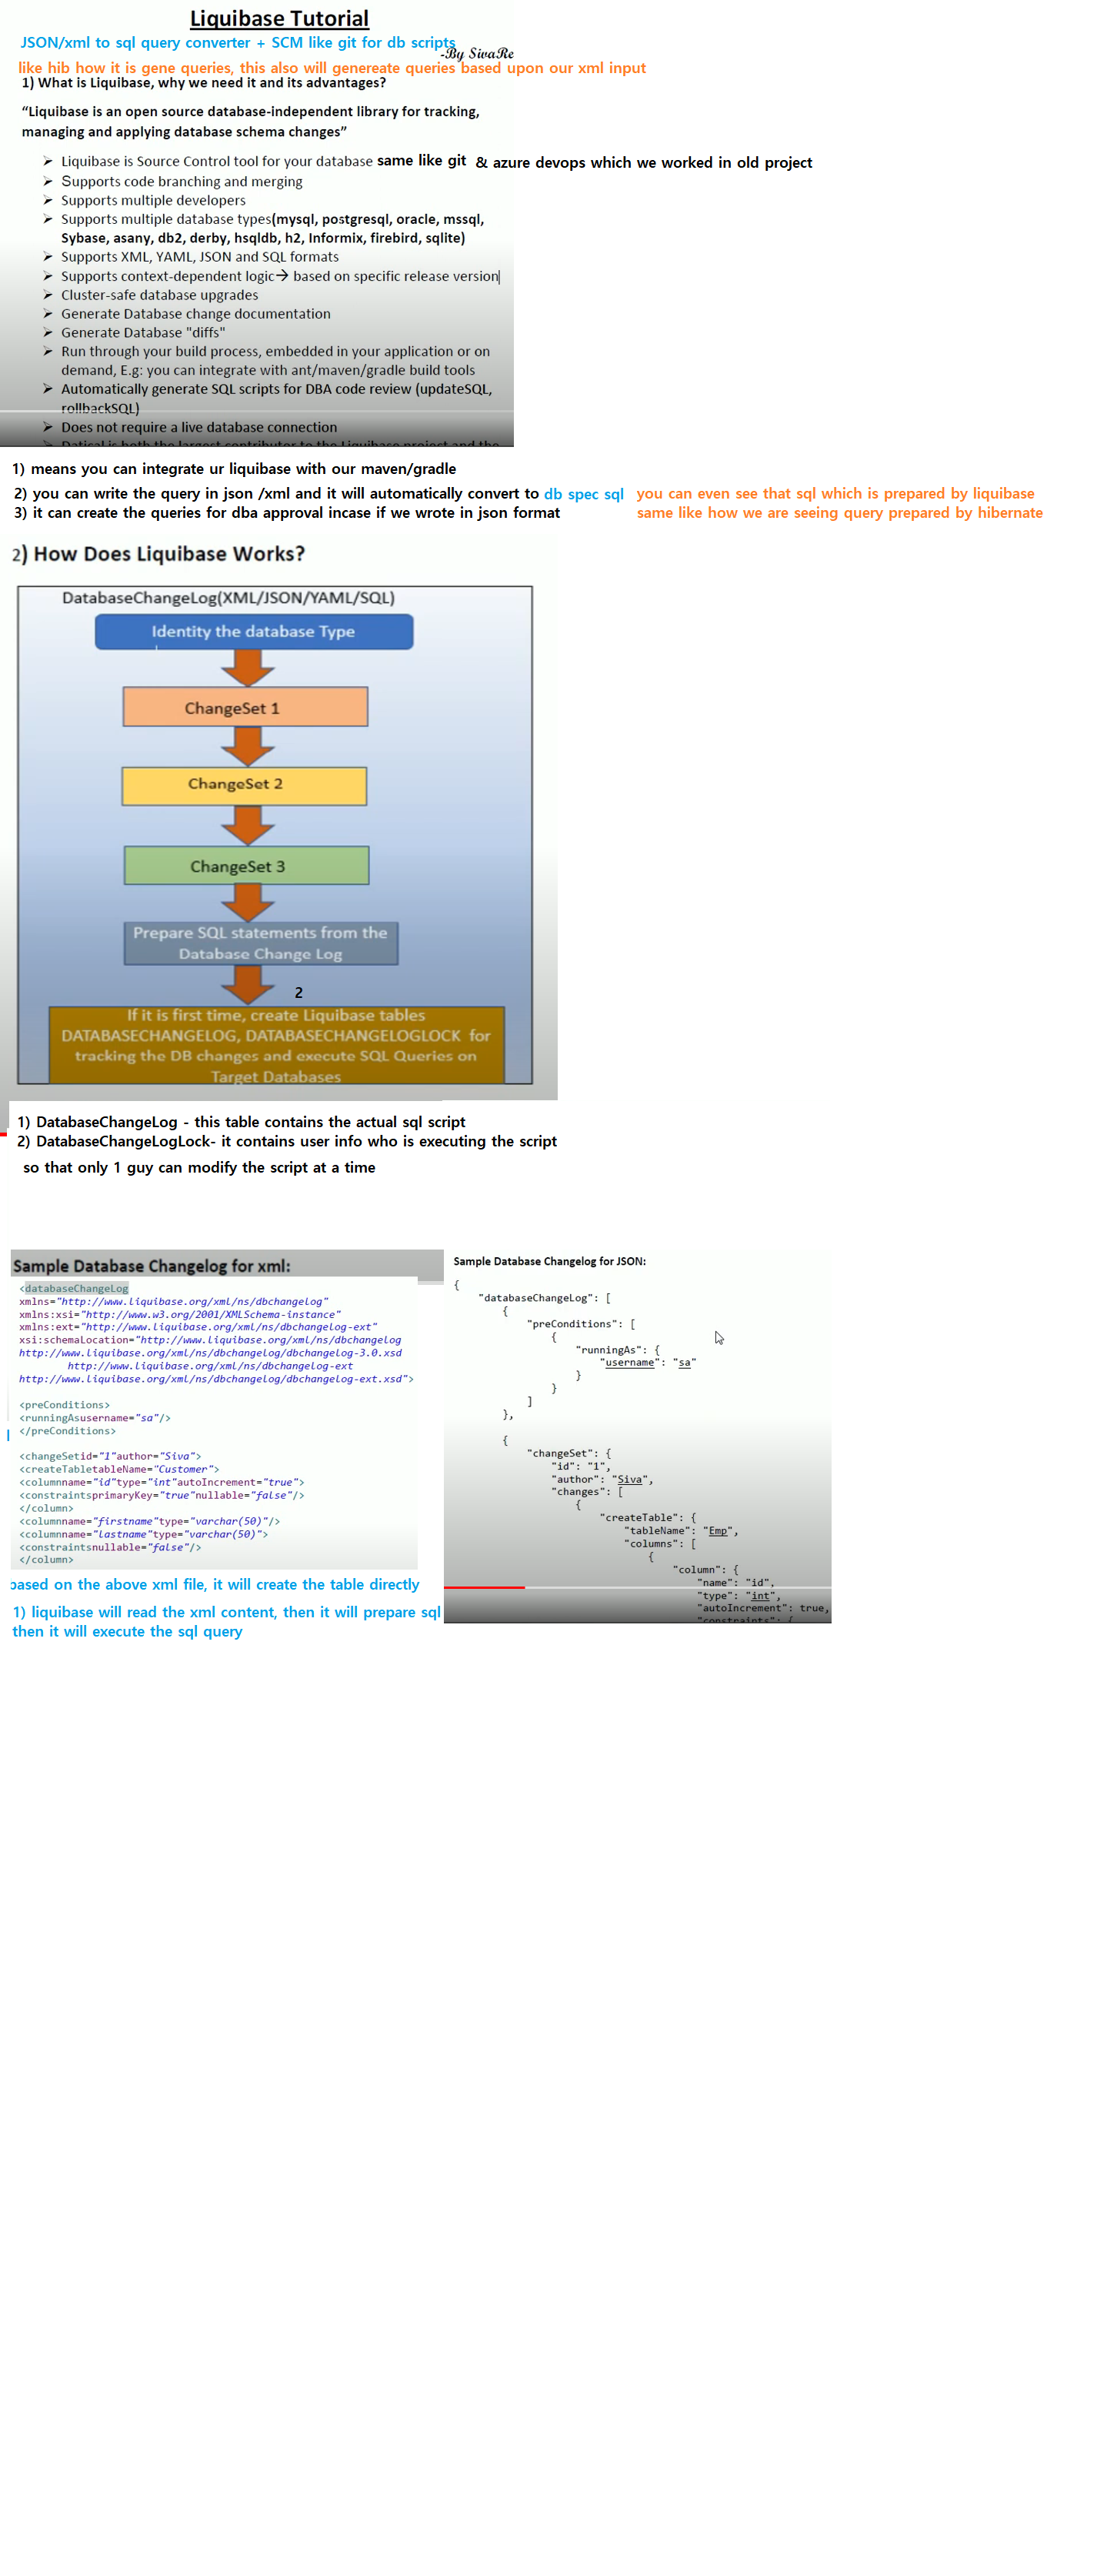 Liquibase Tutorial
JSON/xml to sql query converter + SCM like git for db scripts
-By SivaRe
like hib how it is gene queries, this also will genereate queries based upon our xml input
1) What is Liquibase, why we need it and its advantages?
“Liquibase is an open source database-independent library for tracking,
managing and applying database schema changes”
➢ Liquibase is Source Control tool for your database same like git & azure devops which we worked in old project
➢ Supports code branching and merging
➢ Supports multiple developers
➢ Supports multiple database types(mysql, postgresql, oracle, mssql,
Sybase, asany, db2, derby, hsqldb, h2, Informix, firebird, sqlite)
➢ Supports XML, YAML, JSON and SQL formats
➢ Supports context-dependent logic→ based on specific release version
➢ Cluster-safe database upgrades
➢ Generate Database change documentation
➢ Generate Database "diffs"
➢ Run through your build process, embedded in your application or on
demand, E.g: you can integrate with ant/maven/gradle build tools
➢ Automatically generate SQL scripts for DBA code review (updateSQL,
rollbackSQL)
➢ Does not require a live database connection
➢ Datical is both the largest contributor to the Liquibase project and the
1) means you can integrate ur liquibase with our maven/gradle
2) you can write the query in json /xml and it will automatically convert to db spec sql you can even see that sql which is prepared by liquibase
3) it can create the queries for dba approval incase if we wrote in json format same like how we are seeing query prepared by hibernate
2) How Does Liquibase Works?
DatabaseChangeLog(XML/JSON/YAML/SQL)
Identity the database Type
ChangeSet 1
ChangeSet 2
ChangeSet 3
Prepare SQL statements from the
Database Change Log
2
If it is first time, create Liquibase tables
DATABASECHANGELOG, DATABASECHANGELOGLOCK for
tracking the DB changes and execute SQL Queries on
Target Databases
1) DatabaseChangeLog - this table contains the actual sql script
2) DatabaseChangeLogLock- it contains user info who is executing the script
so that only 1 guy can modify the script at a time
Sample Database Changelog for xml:
<databaseChangeLog
xmlns="http://www.liquibase.org/xml/ns/dbchangelog"
xmlns:xsi="http://www.w3.org/2001/XMLSchema-instance"
xmlns:ext="http://www.liquibase.org/xml/ns/dbchangelog-ext"
xsi:schemaLocation="http://www.liquibase.org/xml/ns/dbchangelog
http://www.liquibase.org/xml/ns/dbchangelog/dbchangelog-3.0.xsd
http://www.liquibase.org/xml/ns/dbchangelog-ext
http://www.liquibase.org/xml/ns/dbchangelog/dbchangelog-ext.xsd">
<preConditions>
<runningAsusername="sa"/>
</preConditions>
<changeSetid="1"author="Siva">
<createTabletableName="Customer">
<columnname="id"type="int"autoIncrement="true">
<constraintsprimaryKey="true"nullable="false"/>
</column>
<columnname="firstname"type="varchar(50)"/>
<columnname="lastname"type="varchar(50)">
<constraintsnullable="false"/>
</column>
based on the above xml file, it will create the table directly
1) liquibase will read the xml content, then it will prepare sql
then it will execute the sql query
Sample Database Changelog for JSON:
{
"databaseChangeLog": [
{
"preConditions": [
{
"runningAs": {
"username": "sa"
}
}
]
},
{
"changeSet": {
"id": "1",
"author": "Siva",
"changes": [
{
"createTable": {
"tableName": "Emp",
"columns": [
{
"column": {
"name": "id",
"type": "int",
"autoIncrement": true,
"constraints": {